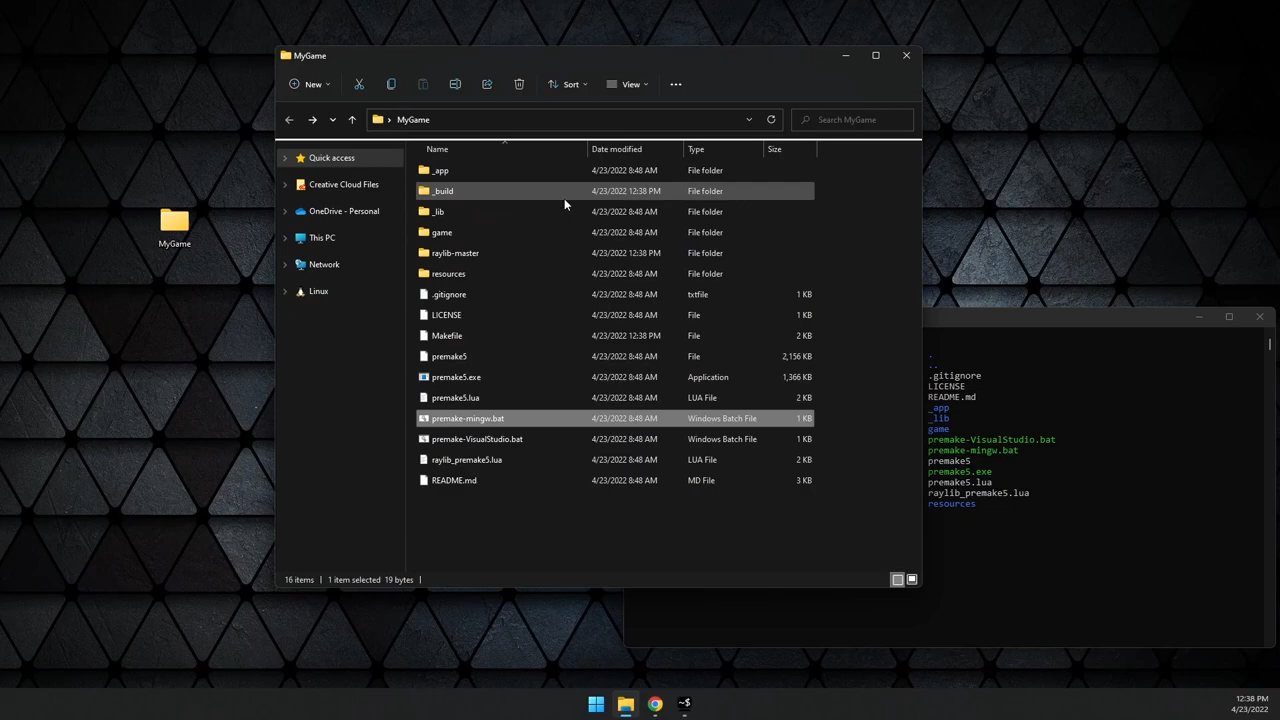 MyGame
New
Sort
View
MyGame
Search MyGame
Name Date modified Type Size
Quick access
Creative Cloud Files
OneDrive - Personal
This PC
Network
Linux
_app 4/23/2022 8:48 AM File folder
_build 4/23/2022 12:38 PM File folder
_lib 4/23/2022 8:48 AM File folder
game 4/23/2022 8:48 AM File folder
raylib-master 4/23/2022 12:38 PM File folder
resources 4/23/2022 8:48 AM File folder
.gitignore 4/23/2022 8:48 AM txtfile 1 KB
LICENSE 4/23/2022 8:48 AM File 1 KB
Makefile 4/23/2022 12:38 PM File 2 KB
premake5 4/23/2022 8:48 AM File 2,156 KB
premake5.exe 4/23/2022 8:48 AM Application 1,366 KB
premake5.lua 4/23/2022 8:48 AM LUA File 2 KB
premake-mingw.bat 4/23/2022 8:48 AM Windows Batch File 1 KB
premake-VisualStudio.bat 4/23/2022 8:48 AM Windows Batch File 1 KB
raylib_premake5.lua 4/23/2022 8:48 AM LUA File 2 KB
README.md 4/23/2022 8:48 AM MD File 3 KB
16 items 1 item selected 19 bytes
MyGame
.
..
.gitignore
LICENSE
README.md
_app
_lib
game
premake-VisualStudio.bat
premake-mingw.bat
premake5
premake5.exe
premake5.lua
raylib_premake5.lua
resources
12:38 PM
4/23/2022